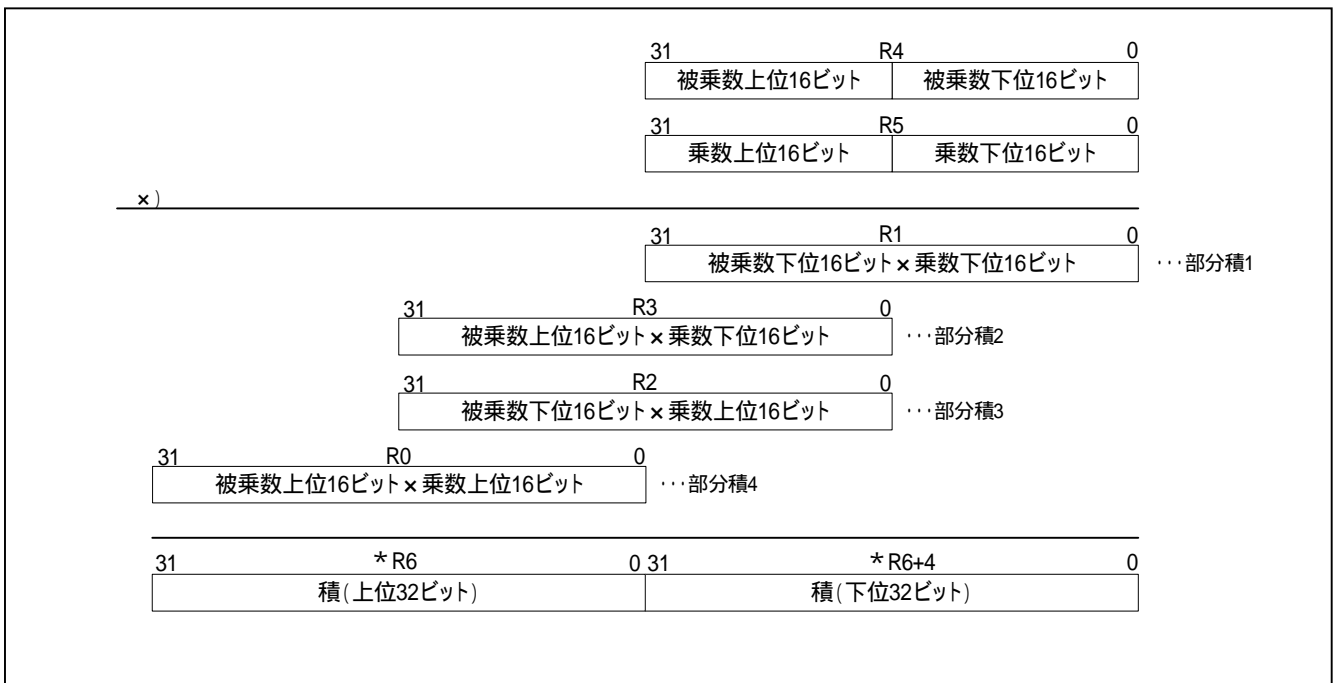 31 R4 0
被乗数上位16ビット 被乗数下位16ビット
31 R5 0
乗数上位16ビット 乗数下位16ビット
×)
31 R1 0
被乗数下位16ビット×乗数下位16ビット ···部分積1
31 R3 0
被乗数上位16ビット×乗数下位16ビット ···部分積2
31 R2 0
被乗数下位16ビット×乗数上位16ビット ···部分積3
31 R0 0
被乗数上位16ビット×乗数上位16ビット ···部分積4
31 *R6 0 31 *R6+4 0
積(上位32ビット) 積(下位32ビット)